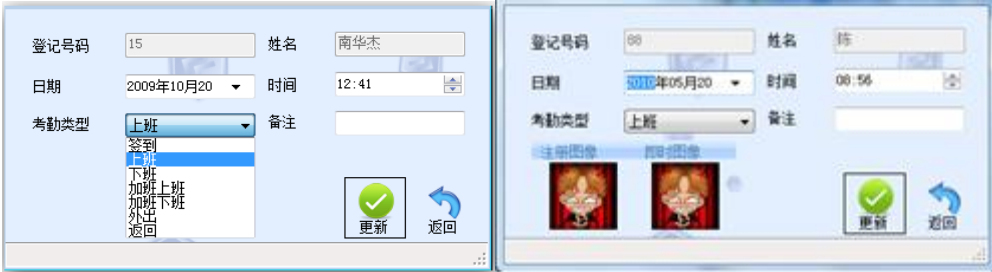 登记号码 15 姓名 南华杰
日期 2009年10月20 时间 12:41
考勤类型 上班 备注
签到
上班
下班
加班上班
加班下班
外出
返回
更新 返回
登记号码 88 姓名 陈
日期 2010年05月20 时间 08:56
考勤类型 上班 备注
注册图像 即时图像
更新 返回